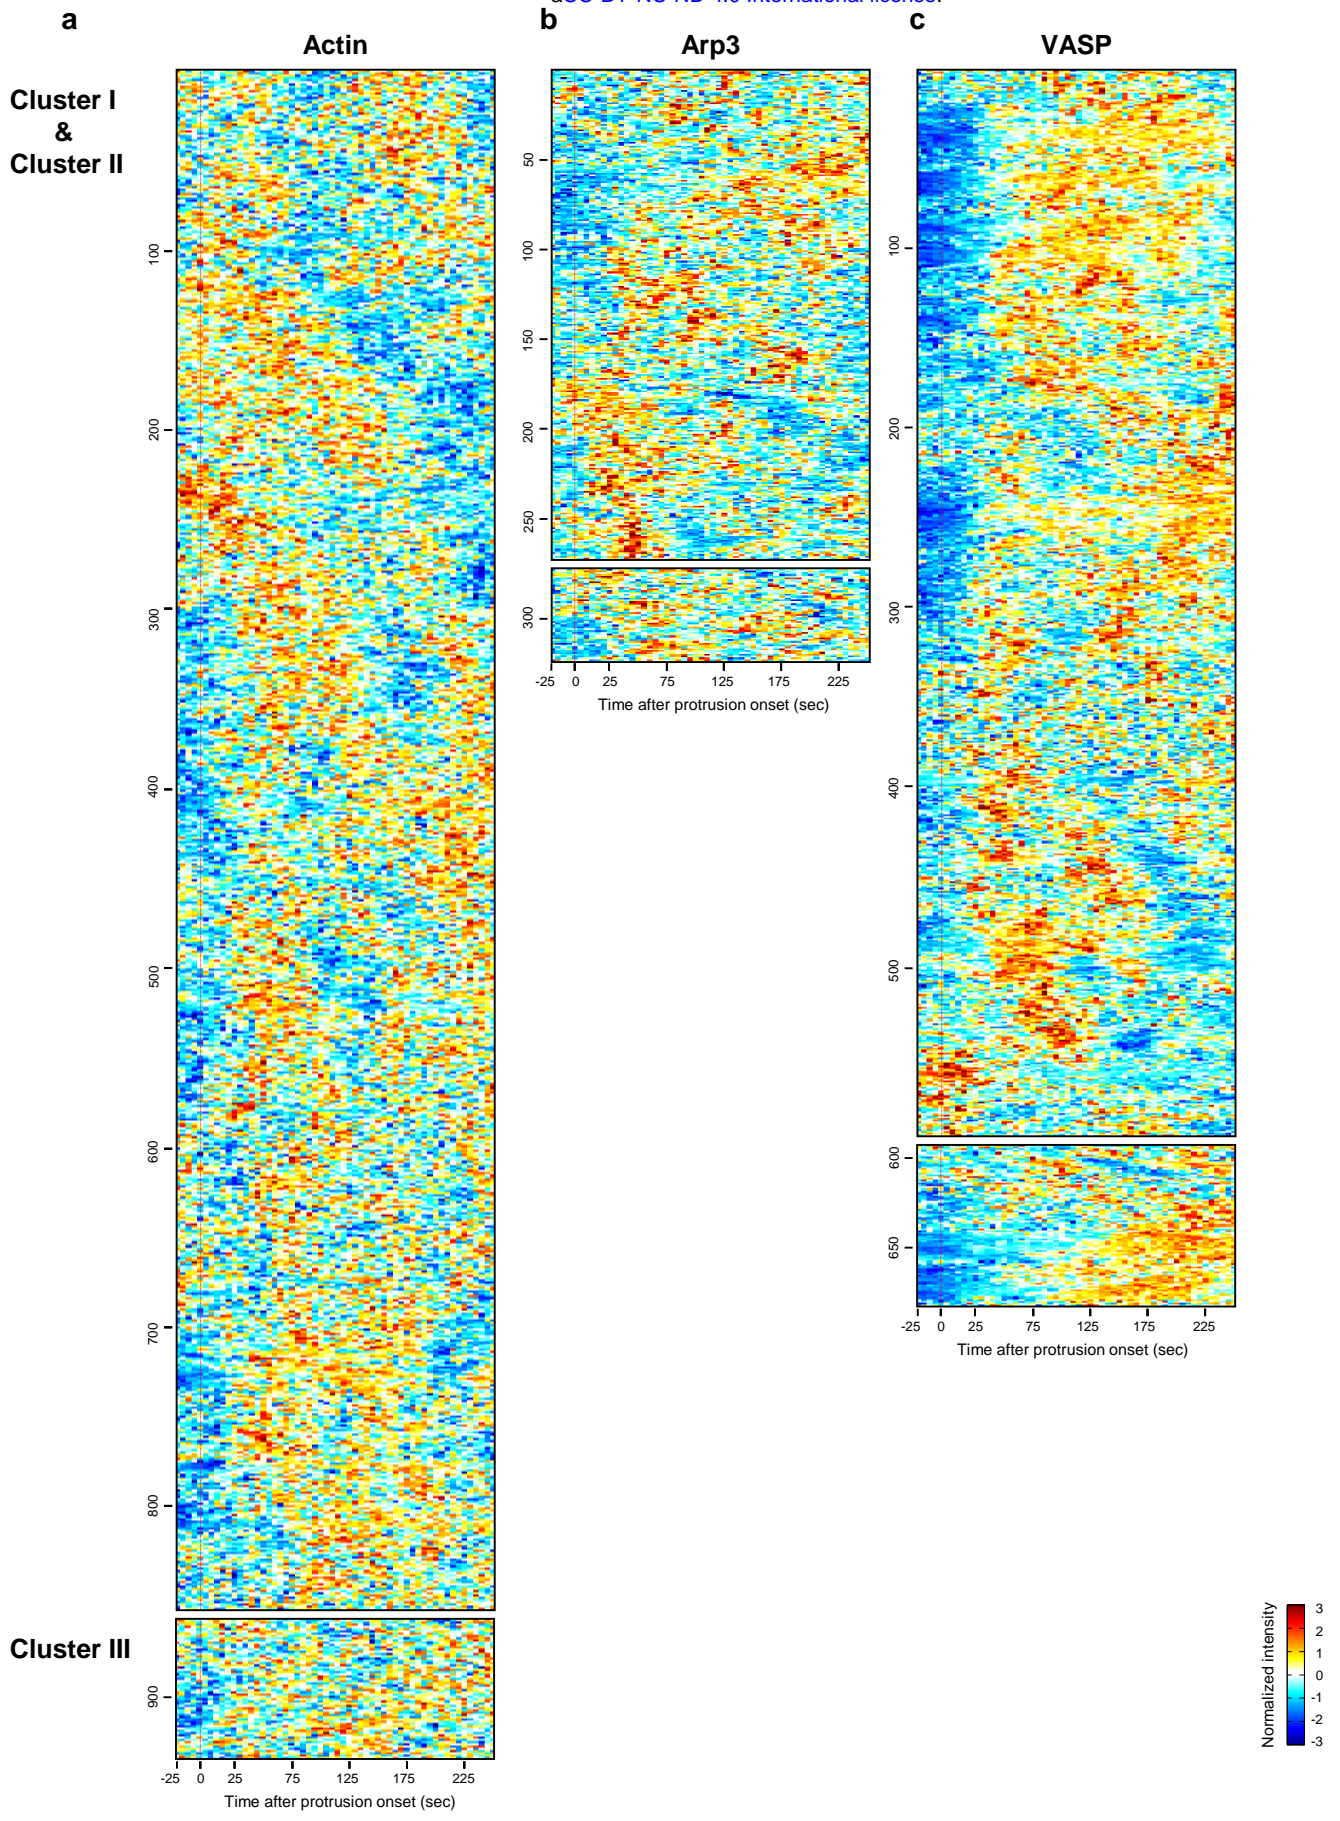 a
b
c
Actin
Arp3
VASP
Cluster I
&
Cluster II
100
200
300
400
500
600
700
800
Cluster III
900
-25 0 25 75 125 175 225
Time after protrusion onset (sec)
50
100
150
200
250
300
-25 0 25 75 125 175 225
Time after protrusion onset (sec)
100
200
300
400
500
600
650
-25 0 25 75 125 175 225
Time after protrusion onset (sec)
Normalized intensity
3
2
1
0
-1
-2
-3